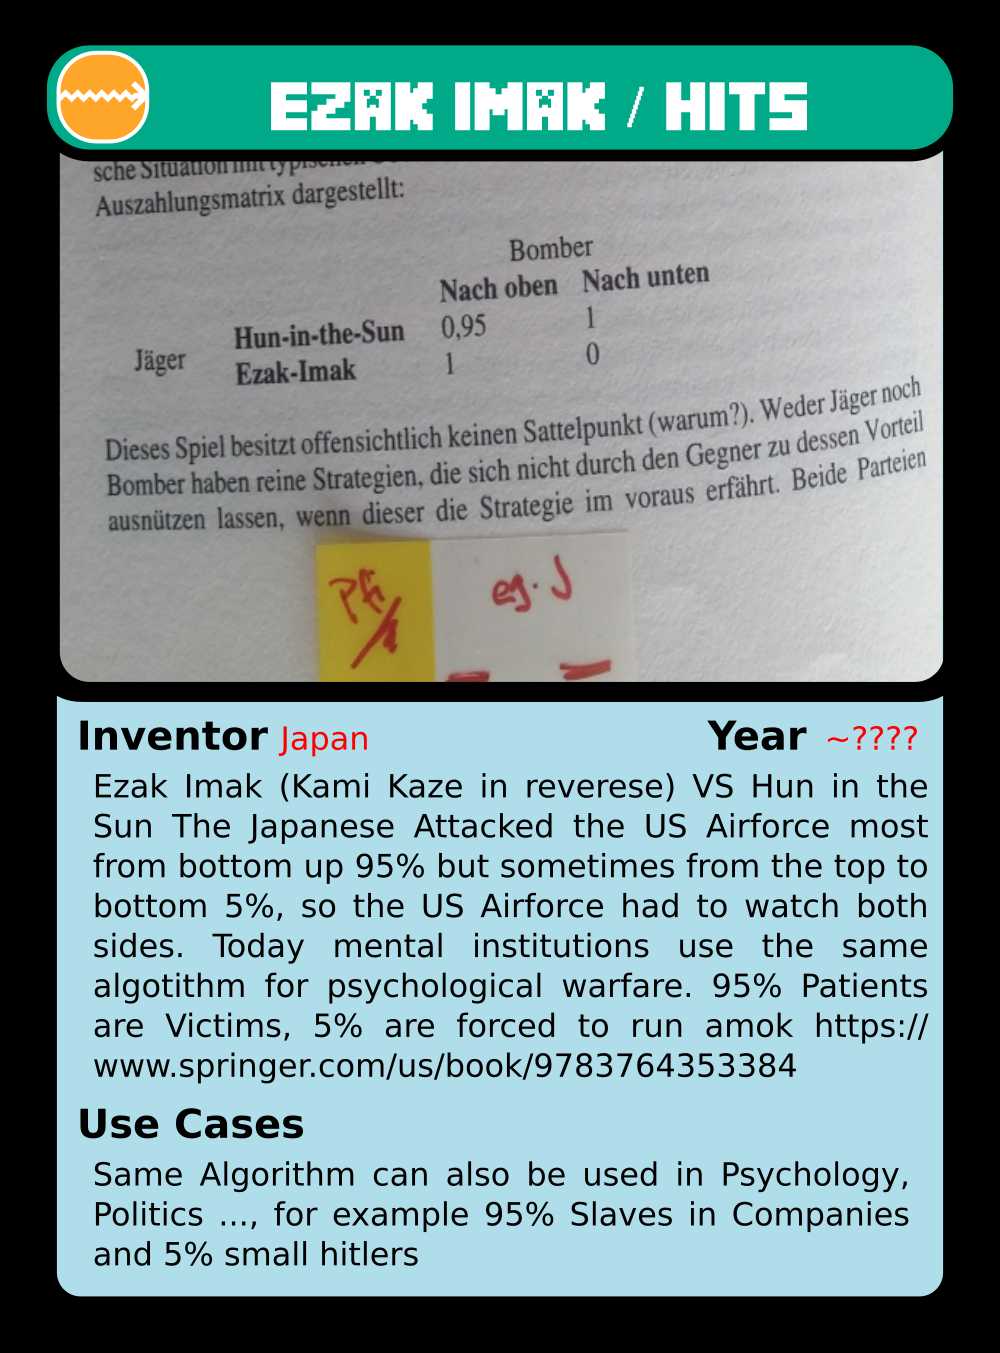 EZAK IMAK / HITS
sche Situation mit typischen
Auszahlungsmatrix dargestellt:
Bomber
Nach oben Nach unten
Hun-in-the-Sun 0,95 1
Jäger
Ezak-Imak 1 0
Dieses Spiel besitzt offensichtlich keinen Sattelpunkt (warum?). Weder Jäger noch
Bomber haben reine Strategien, die sich nicht durch den Gegner zu dessen Vorteil
ausnützen lassen, wenn dieser die Strategie im voraus erfährt. Beide Parteien
eg. J
Inventor Japan Year ~????
Ezak Imak (Kami Kaze in reverese) VS Hun in the
Sun The Japanese Attacked the US Airforce most
from bottom up 95% but sometimes from the top to
bottom 5%, so the US Airforce had to watch both
sides. Today mental institutions use the same
algotithm for psychological warfare. 95% Patients
are Victims, 5% are forced to run amok https://
www.springer.com/us/book/9783764353384
Use Cases
Same Algorithm can also be used in Psychology,
Politics ..., for example 95% Slaves in Companies
and 5% small hitlers